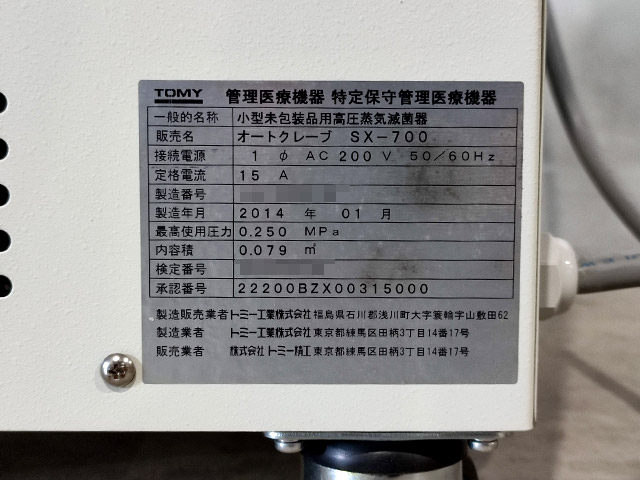 TOMY 管理医療機器 特定保守管理医療機器
一般的名称 小型未包装品用高圧蒸気滅菌器
販売名 オートクレーブ SX-700
接続電源 1 φ AC 200 V 50/60Hz
定格電流 15 A
製造番号
製造年月 2014 年 01 月
最高使用圧力 0.250 MPa
内容積 0.079 ㎥
検定番号
承認番号 22200BZX00315000
製造販売業者 トミー工業株式会社 福島県石川郡浅川町大字簑輪字山敷田62
製造業者 トミー工業株式会社 東京都練馬区田柄3丁目14番17号
販売業者 株式会社トミー精工 東京都練馬区田柄3丁目14番17号